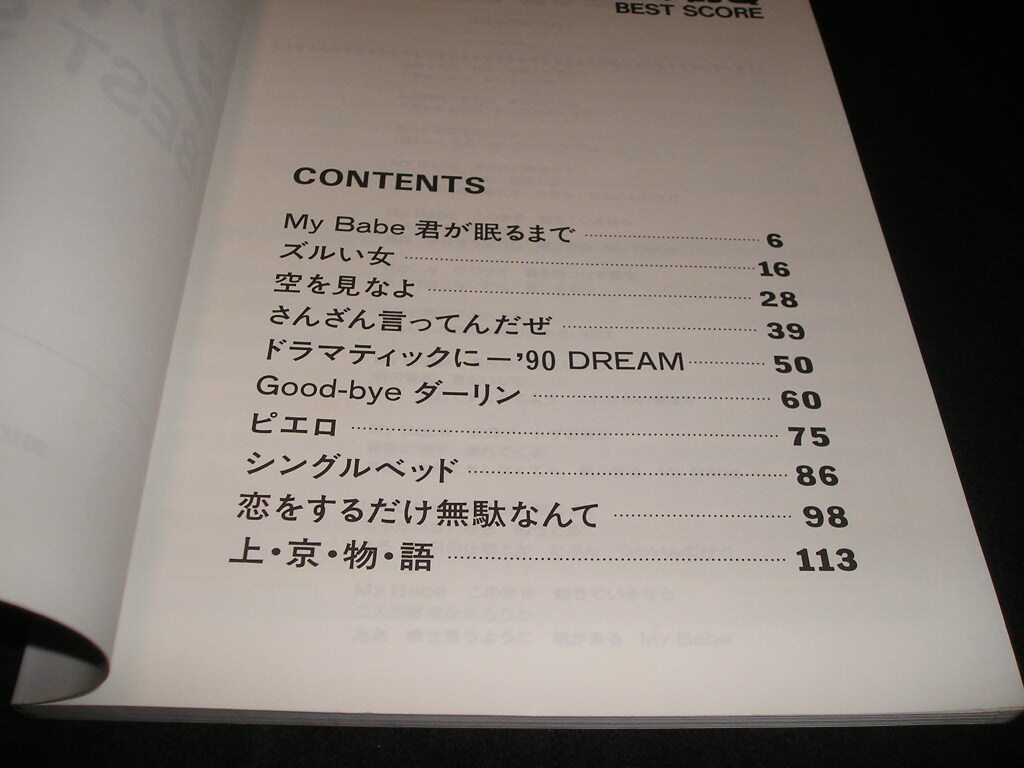 BEST SCORE
CONTENTS
My Babe 君が眠るまで 6
ズルい女 16
空を見なよ 28
さんざん言ってんだぜ 39
ドラマティックに ―'90 DREAM 50
Good-bye ダーリン 60
ピエロ 75
シングルベッド 86
恋をするだけ無駄なんて 98
上・京・物・語 113